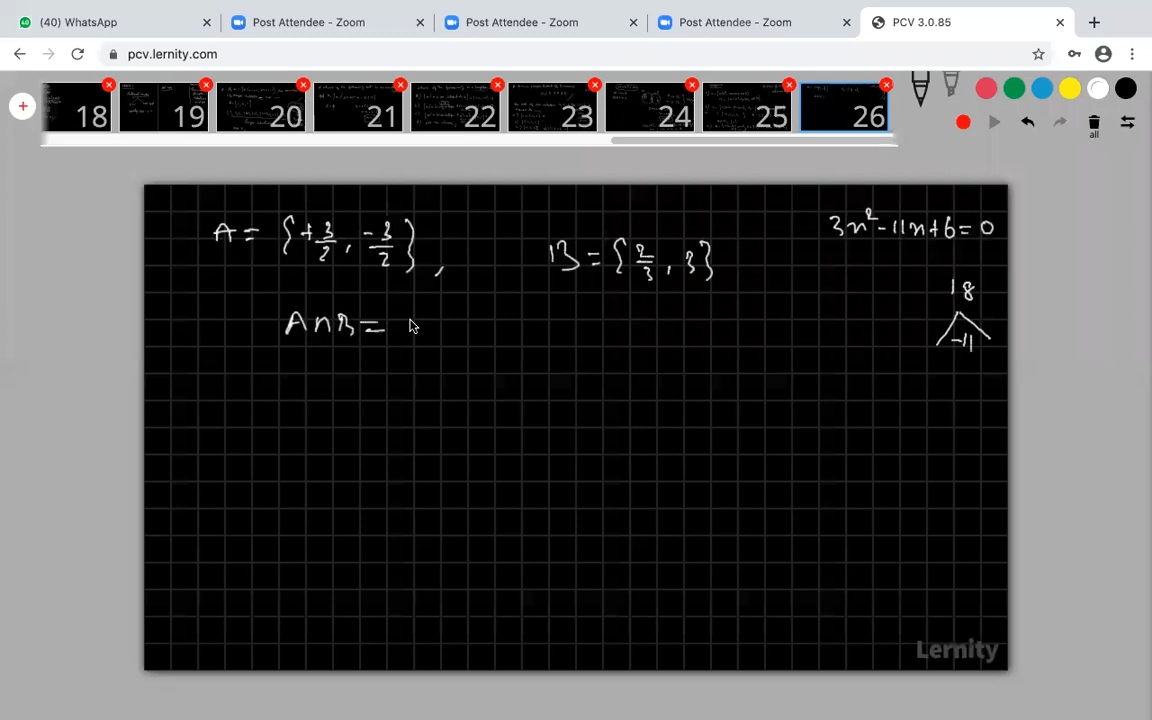 (40) WhatsApp
Post Attendee - Zoom
Post Attendee - Zoom
Post Attendee - Zoom
PCV 3.0.85
pcv.lernity.com
18
19
20
21
22
23
24
25
26
all
A = {+3/2, -3/2},
B = {2/3, 3}
3x² - 11x + 6 = 0
18
-11
A∩B =
Lernity